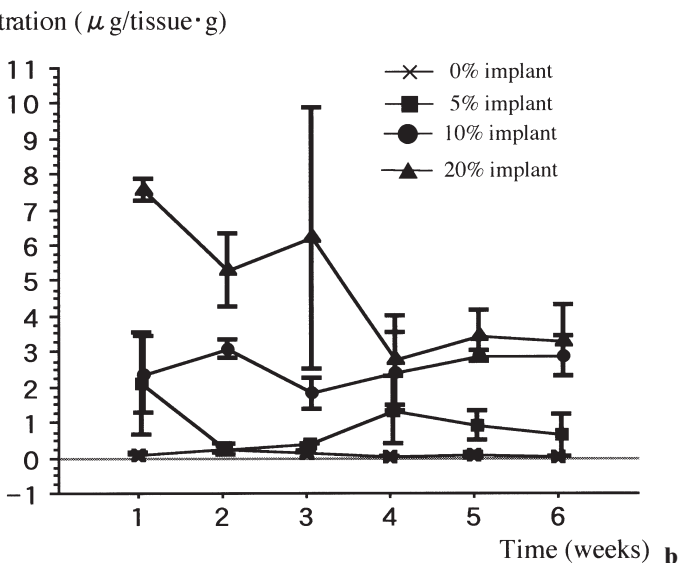 tration (μg/tissue·g)
0% implant
5% implant
10% implant
20% implant
11
10
9
8
7
6
5
4
3
2
1
0
−1
1 2 3 4 5 6
Time (weeks) b